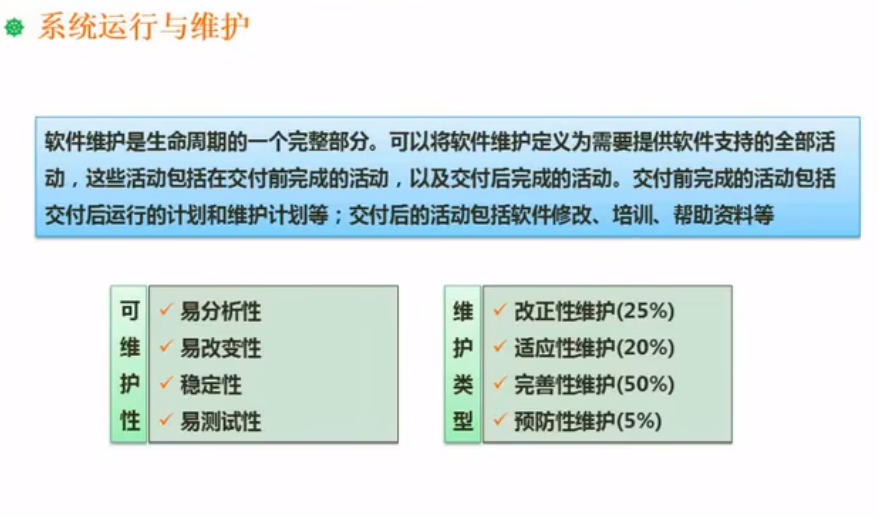 系统运行与维护
软件维护是生命周期的一个完整部分。可以将软件维护定义为需要提供软件支持的全部活
动，这些活动包括在交付前完成的活动，以及交付后完成的活动。交付前完成的活动包括
交付后运行的计划和维护计划等；交付后的活动包括软件修改、培训、帮助资料等
可维护性
易分析性
易改变性
稳定性
易测试性
维护类型
改正性维护(25%)
适应性维护(20%)
完善性维护(50%)
预防性维护(5%)